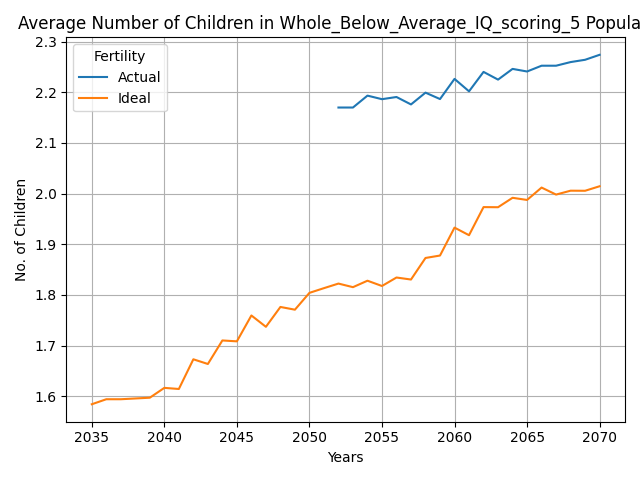 Average Number of Children in Whole_Below_Average_IQ_scoring_5 Popula
2.3
2.2
2.1
2.0
1.9
1.8
1.7
1.6
No. of Children
Fertility
Actual
Ideal
2035 2040 2045 2050 2055 2060 2065 2070
Years